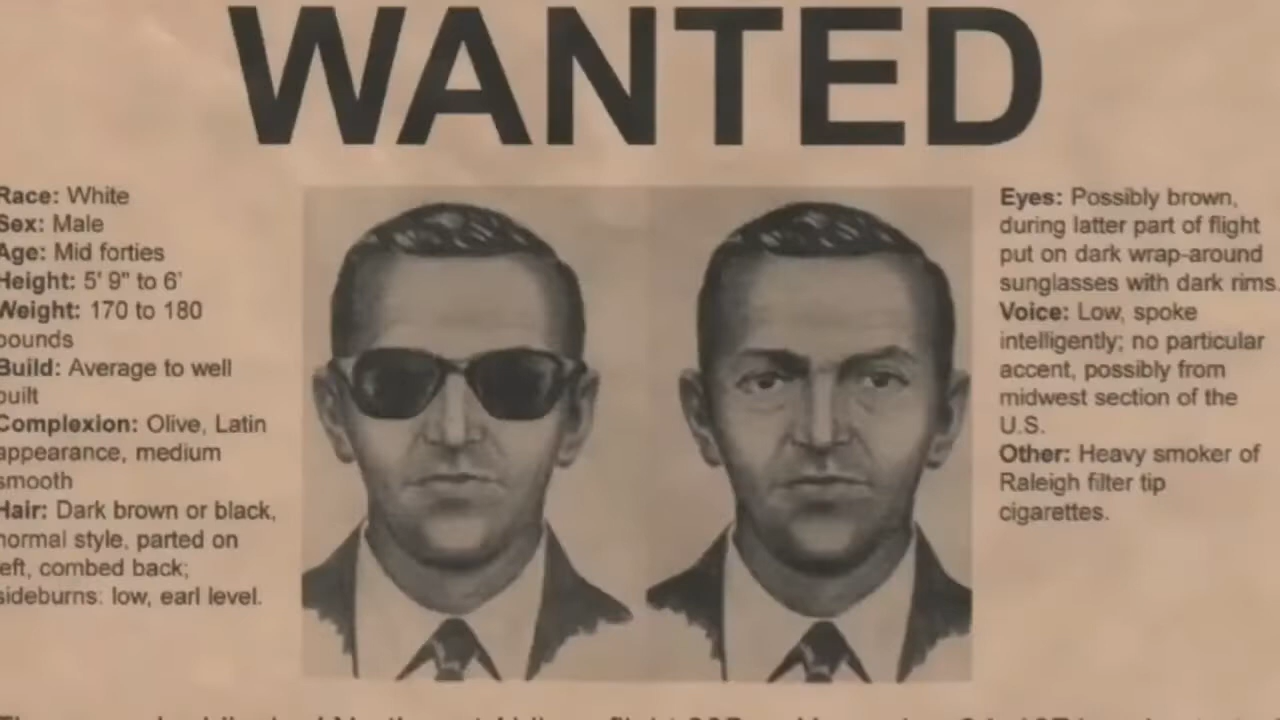 WANTED
Race: White
Sex: Male
Age: Mid forties
Height: 5' 9" to 6'
Weight: 170 to 180
pounds
Build: Average to well
built
Complexion: Olive, Latin
appearance, medium
smooth
Hair: Dark brown or black,
normal style, parted on
left, combed back;
sideburns: low, earl level.
Eyes: Possibly brown,
during latter part of flight
put on dark wrap-around
sunglasses with dark rims.
Voice: Low, spoke
intelligently; no particular
accent, possibly from
midwest section of the
U.S.
Other: Heavy smoker of
Raleigh filter tip
cigarettes.